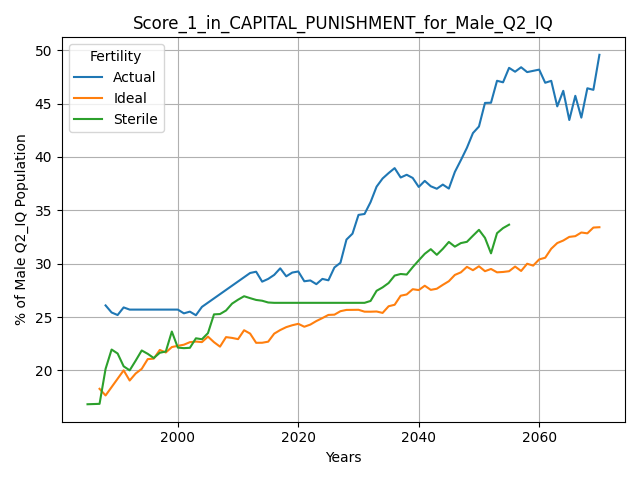 Score_1_in_CAPITAL_PUNISHMENT_for_Male_Q2_IQ
Fertility
Actual
Ideal
Sterile
% of Male Q2_IQ Population
50
45
40
35
30
25
20
2000
2020
2040
2060
Years